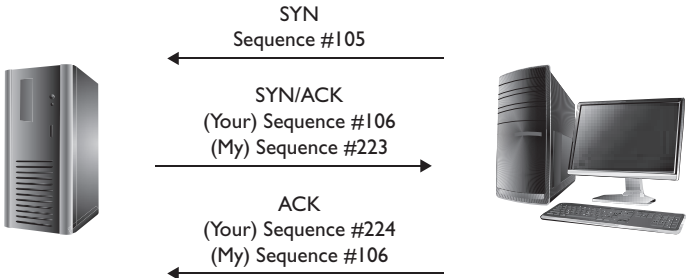 SYN
Sequence #105
SYN/ACK
(Your) Sequence #106
(My) Sequence #223
ACK
(Your) Sequence #224
(My) Sequence #106